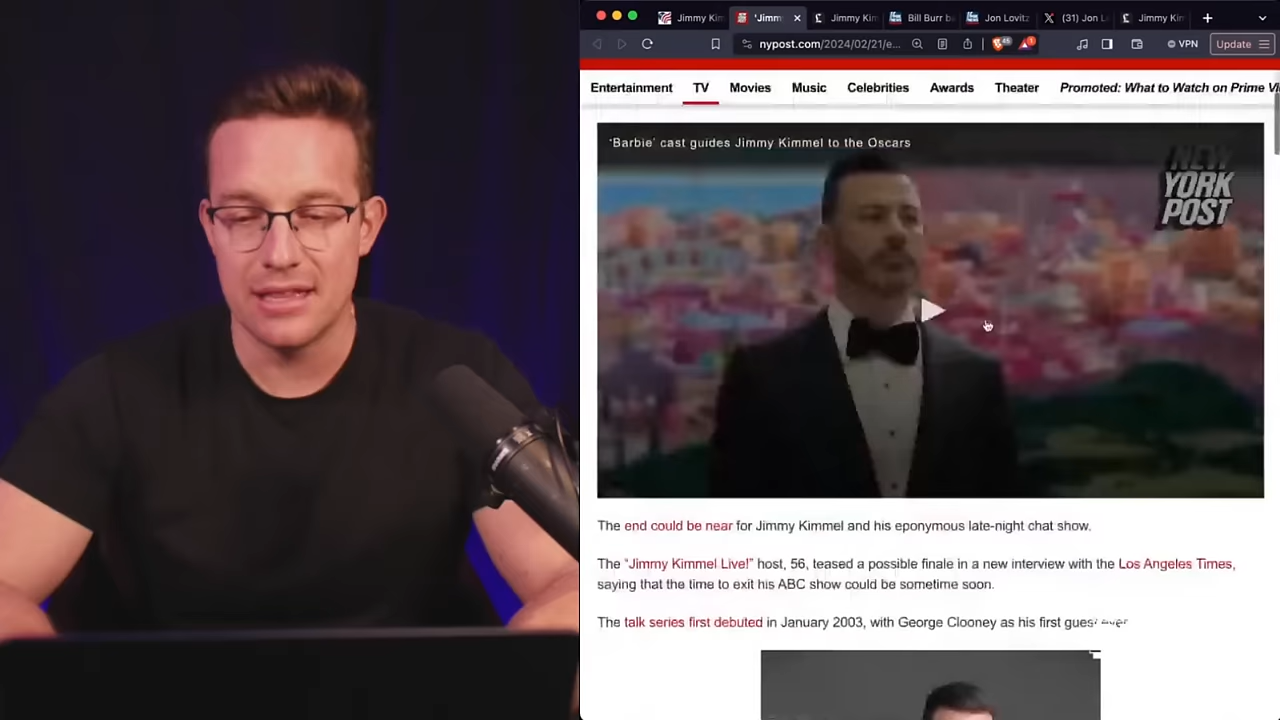 Jimmy Kim
'Jimm
Jimmy Kim
Bill Burr b
Jon Lovitz
(31) Jon L
Jimmy Kim
nypost.com/2024/02/21/e...
VPN
Update
Entertainment TV Movies Music Celebrities Awards Theater Promoted: What to Watch on Prime Vi
'Barbie' cast guides Jimmy Kimmel to the Oscars
NEW
YORK
POST
The end could be near for Jimmy Kimmel and his eponymous late-night chat show.
The “Jimmy Kimmel Live!” host, 56, teased a possible finale in a new interview with the Los Angeles Times,
saying that the time to exit his ABC show could be sometime soon.
The talk series first debuted in January 2003, with George Clooney as his first guest ever